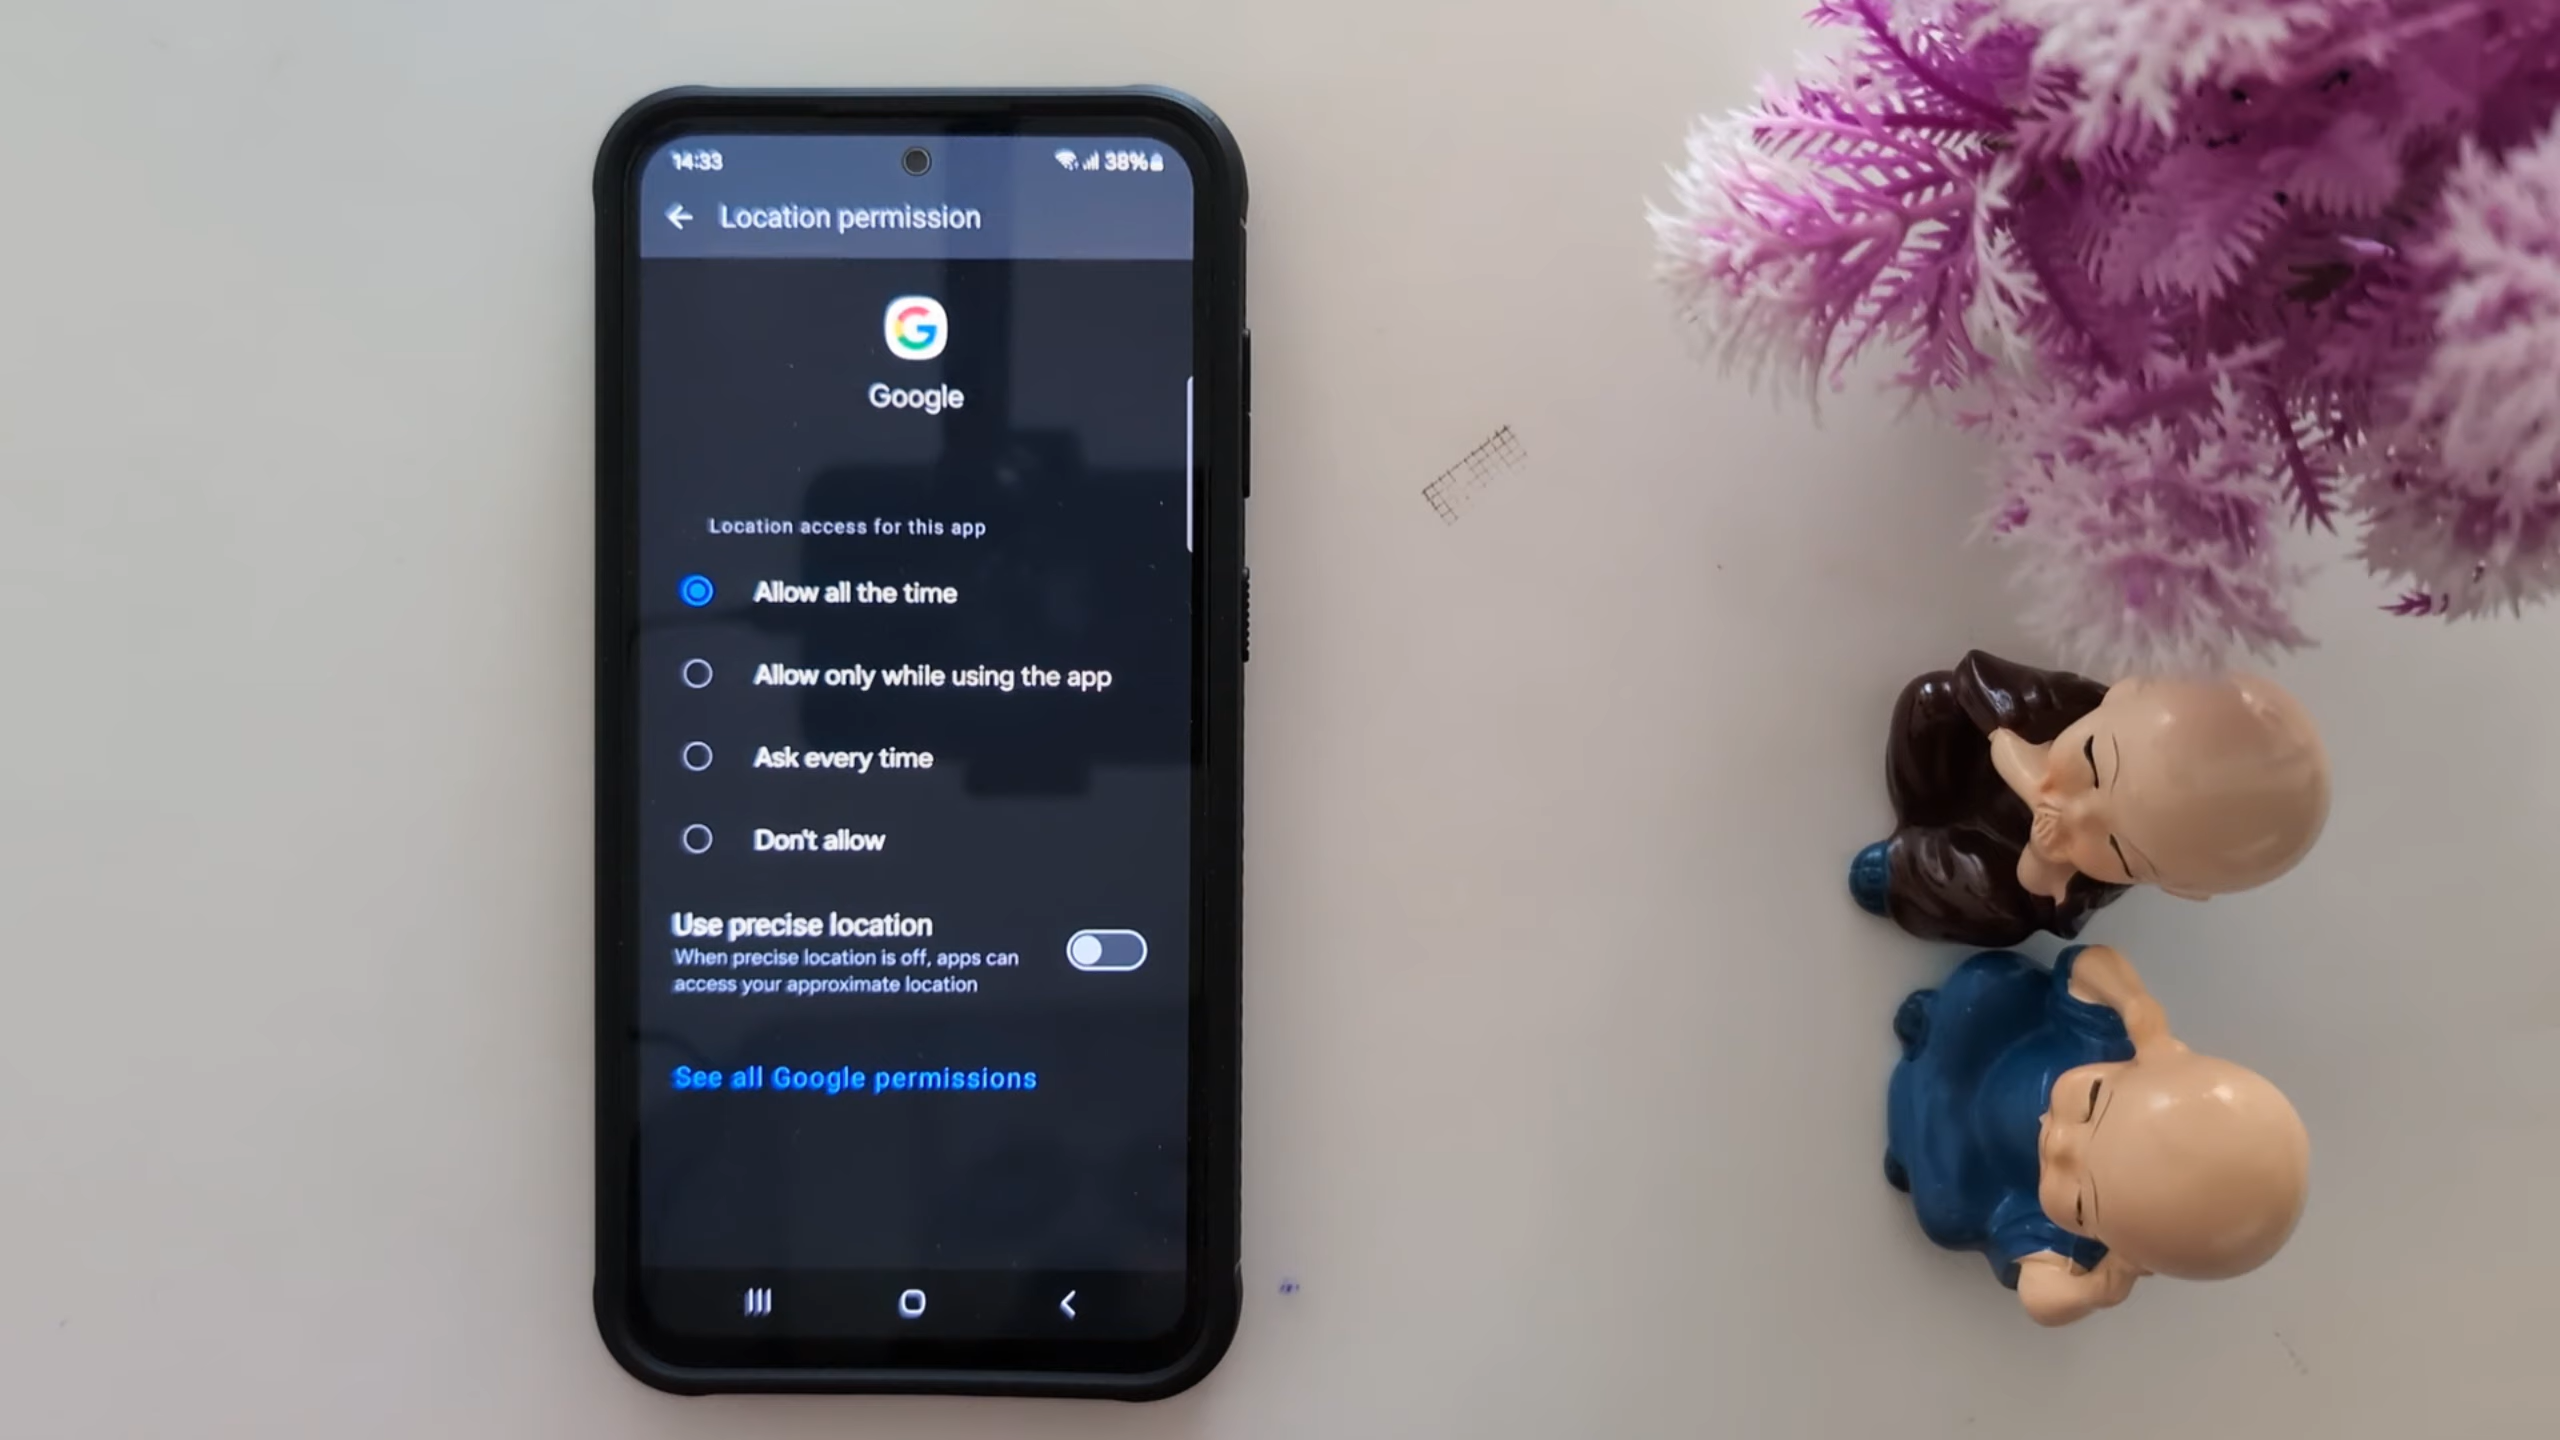 14:33
38%
Location permission
Google
Location access for this app
Allow all the time
Allow only while using the app
Ask every time
Don't allow
Use precise location
When precise location is off, apps can
access your approximate location
See all Google permissions